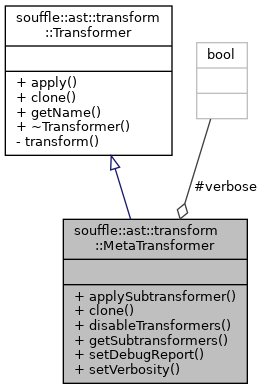 souffle::ast::transform
::Transformer
+ apply()
+ clone()
+ getName()
+ ~Transformer()
- transform()
bool
#verbose
souffle::ast::transform
::MetaTransformer
+ applySubtransformer()
+ clone()
+ disableTransformers()
+ getSubtransformers()
+ setDebugReport()
+ setVerbosity()